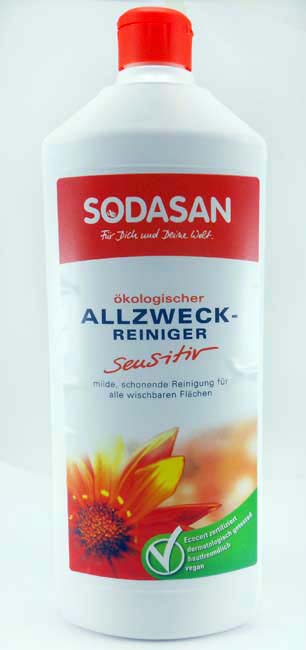 SODASAN
Für Dich und Deine Welt.
ökologischer
ALLZWECK-
REINIGER
sensitiv
milde, schonende Reinigung für
alle wischbaren Flächen
Ecocert zertifiziert
dermatologisch getestet
hautfreundlich
vegan